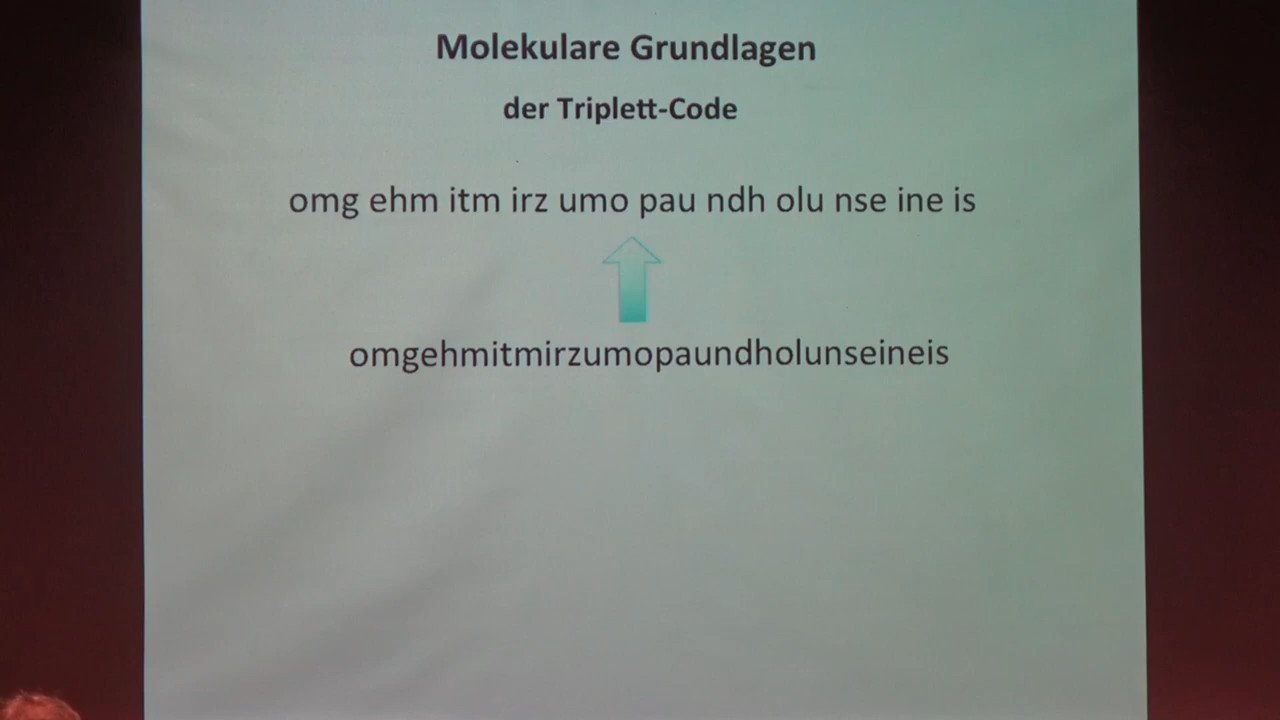 Molekulare Grundlagen
der Triplett-Code
omg ehm itm irz umo pau ndh olu nse ine is
omgehmitmirzumopaundholunseineis